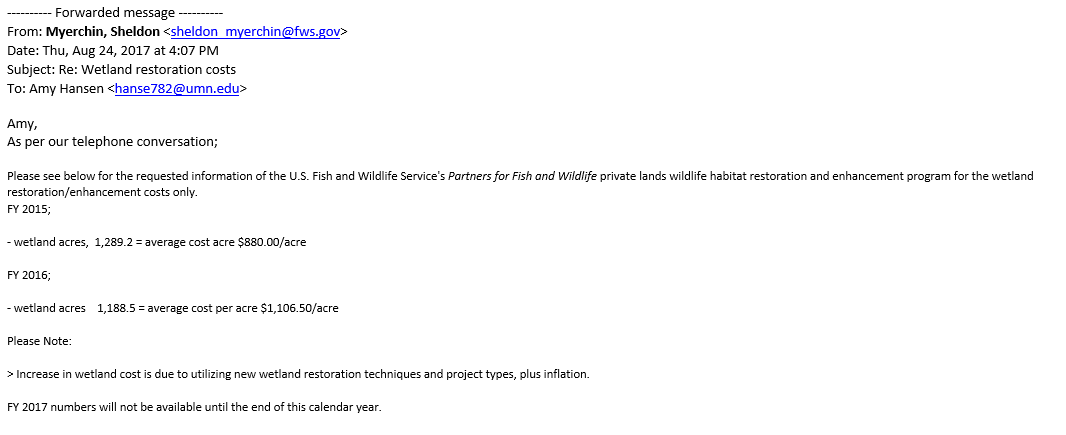 ---------- Forwarded message ----------
From: Myerchin, Sheldon <sheldon_myerchin@fws.gov>
Date: Thu, Aug 24, 2017 at 4:07 PM
Subject: Re: Wetland restoration costs
To: Amy Hansen <hanse782@umn.edu>
Amy,
As per our telephone conversation;
Please see below for the requested information of the U.S. Fish and Wildlife Service's Partners for Fish and Wildlife private lands wildlife habitat restoration and enhancement program for the wetland
restoration/enhancement costs only.
FY 2015;
- wetland acres,  1,289.2 = average cost acre $880.00/acre
FY 2016;
- wetland acres    1,188.5 = average cost per acre $1,106.50/acre
Please Note:
> Increase in wetland cost is due to utilizing new wetland restoration techniques and project types, plus inflation.
FY 2017 numbers will not be available until the end of this calendar year.